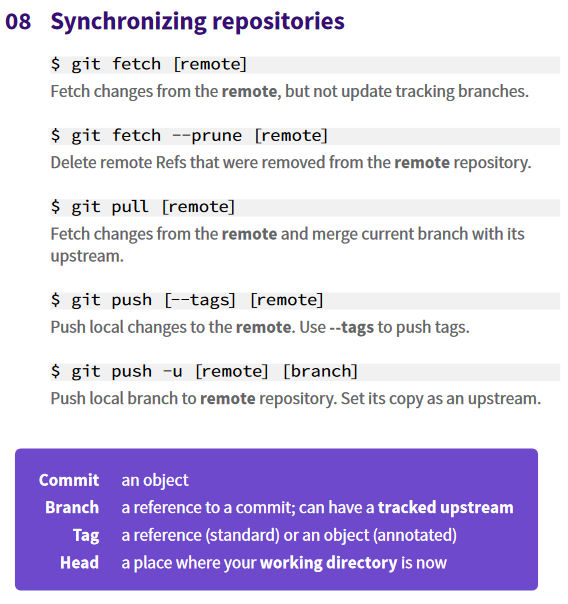 08 Synchronizing repositories
$ git fetch [remote]
Fetch changes from the remote, but not update tracking branches.
$ git fetch --prune [remote]
Delete remote Refs that were removed from the remote repository.
$ git pull [remote]
Fetch changes from the remote and merge current branch with its
upstream.
$ git push [--tags] [remote]
Push local changes to the remote. Use --tags to push tags.
$ git push -u [remote] [branch]
Push local branch to remote repository. Set its copy as an upstream.
Commit an object
Branch a reference to a commit; can have a tracked upstream
Tag a reference (standard) or an object (annotated)
Head a place where your working directory is now